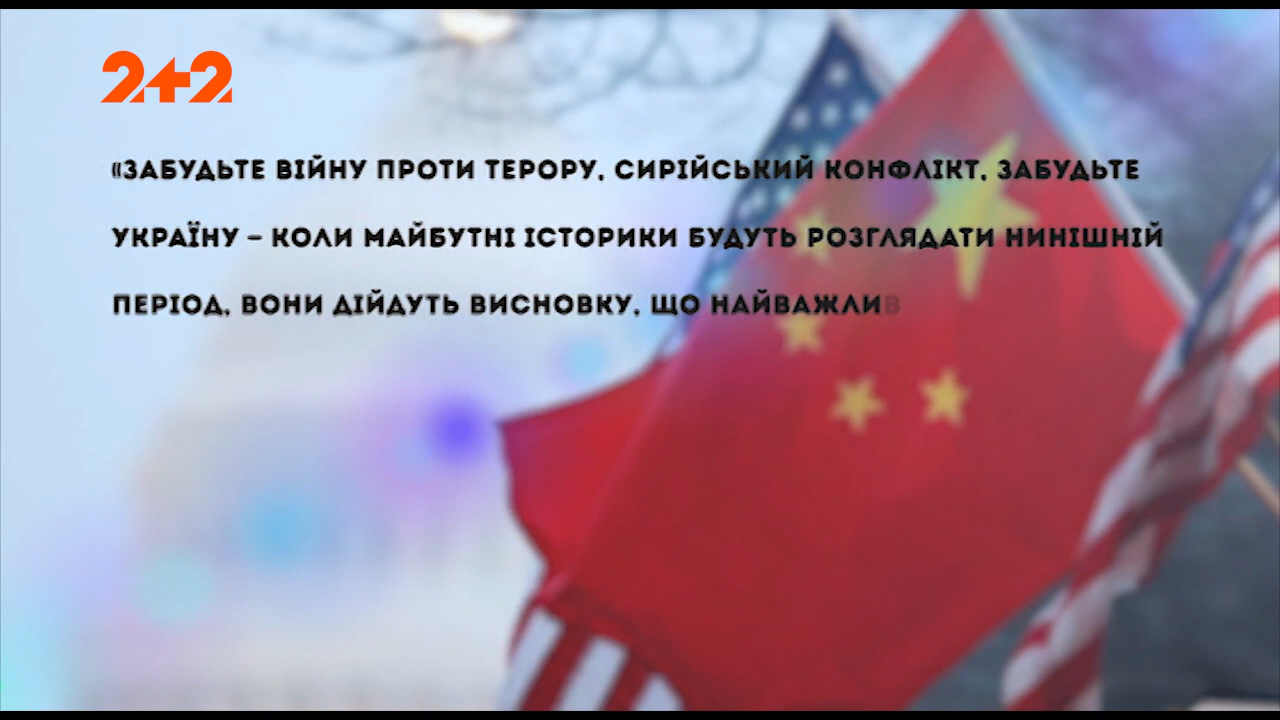 2+2
«ЗАБУДЬТЕ ВІЙНУ ПРОТИ ТЕРОРУ, СИРІЙСЬКИЙ КОНФЛІКТ, ЗАБУДЬТЕ
УКРАЇНУ – КОЛИ МАЙБУТНІ ІСТОРИКИ БУДУТЬ РОЗГЛЯДАТИ НИНІШНІЙ
ПЕРІОД, ВОНИ ДІЙДУТЬ ВИСНОВКУ, ЩО НАЙВАЖЛИВ